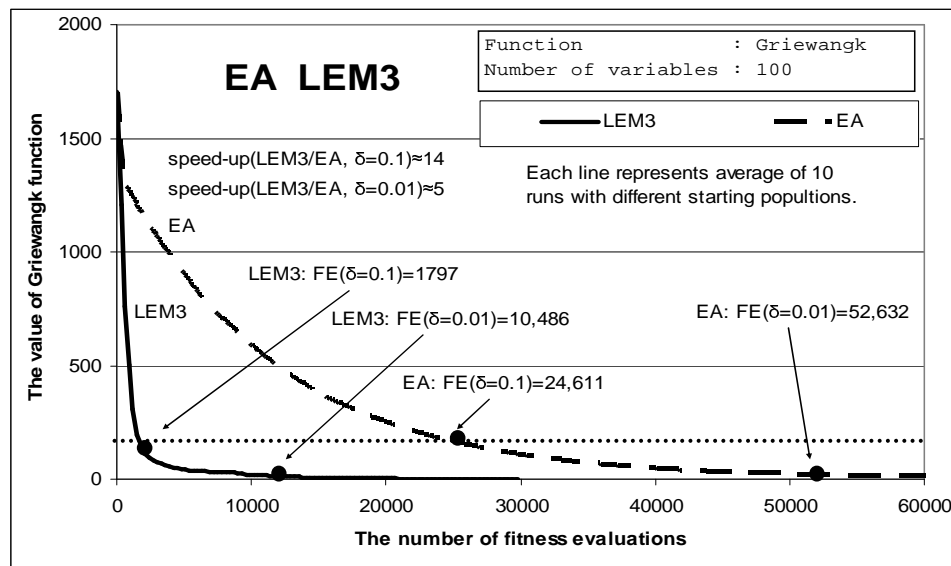 2000
1500
1000
500
0
The value of Griewangk function
EA LEM3
Function : Griewangk
Number of variables : 100
LEM3 EA
speed-up(LEM3/EA, δ=0.1)≈14
speed-up(LEM3/EA, δ=0.01)≈5
Each line represents average of 10
runs with different starting popultions.
EA
LEM3: FE(δ=0.1)=1797
LEM3
LEM3: FE(δ=0.01)=10,486
EA: FE(δ=0.01)=52,632
EA: FE(δ=0.1)=24,611
0 10000 20000 30000 40000 50000 60000
The number of fitness evaluations